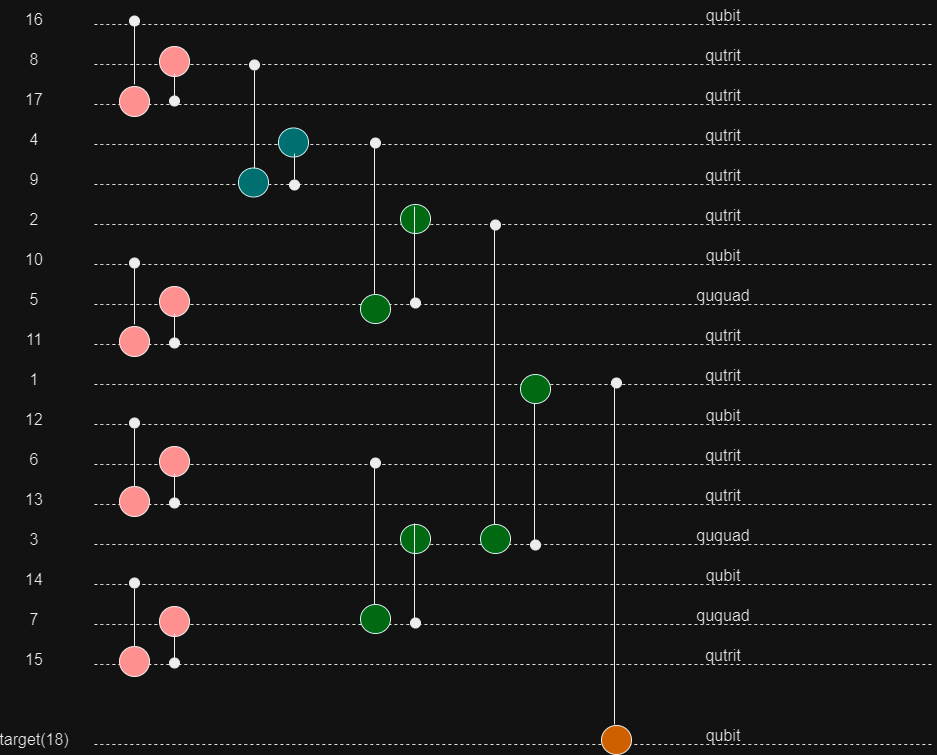 16 qubit
8 qutrit
17 qutrit
4 qutrit
9 qutrit
2 qutrit
10 qubit
5 ququad
11 qutrit
1 qutrit
12 qubit
6 qutrit
13 qutrit
3 ququad
14 qubit
7 ququad
15 qutrit
target(18) qubit